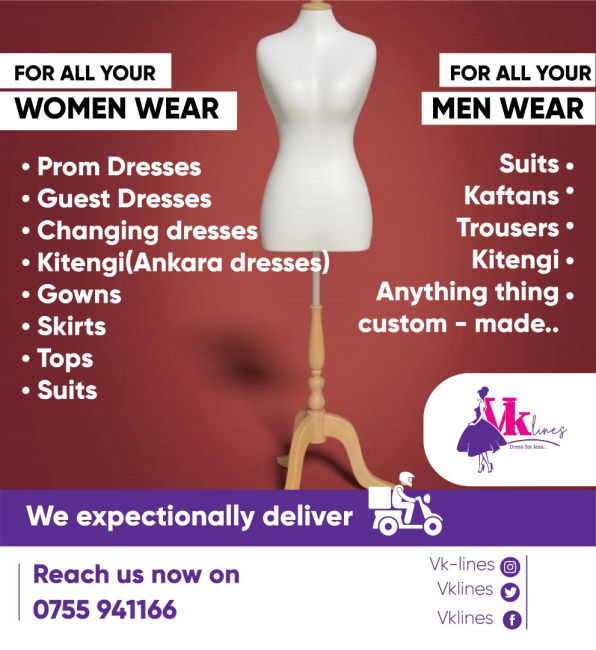 FOR ALL YOUR
WOMEN WEAR
• Prom Dresses
• Guest Dresses
• Changing dresses
• Kitengi(Ankara dresses)
• Gowns
• Skirts
• Tops
• Suits
FOR ALL YOUR
MEN WEAR
Suits •
Kaftans •
Trousers •
Kitengi •
Anything thing •
custom - made..
Vk lines
Dress for less...
We expectionally deliver
Reach us now on
0755 941166
Vk-lines
Vklines
Vklines